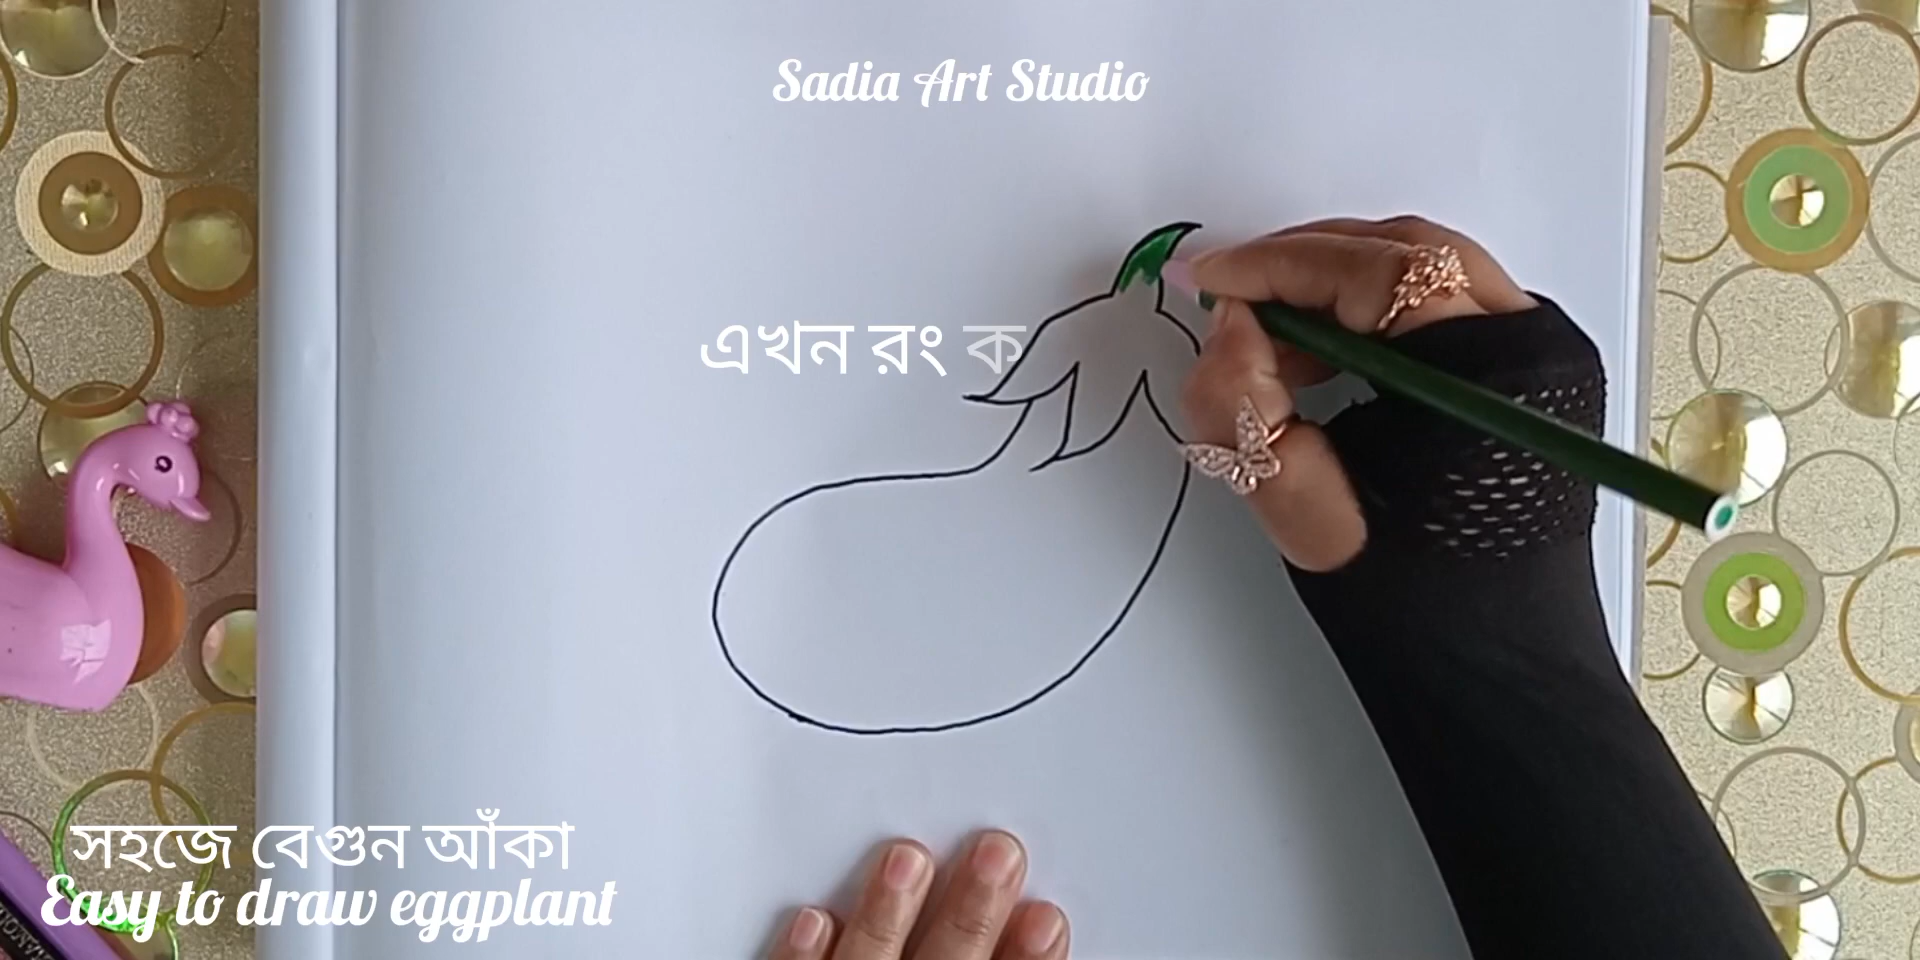 Sadia Art Studio
এখন রং ক
সহজে বেগুন আঁকা
Easy to draw eggplant